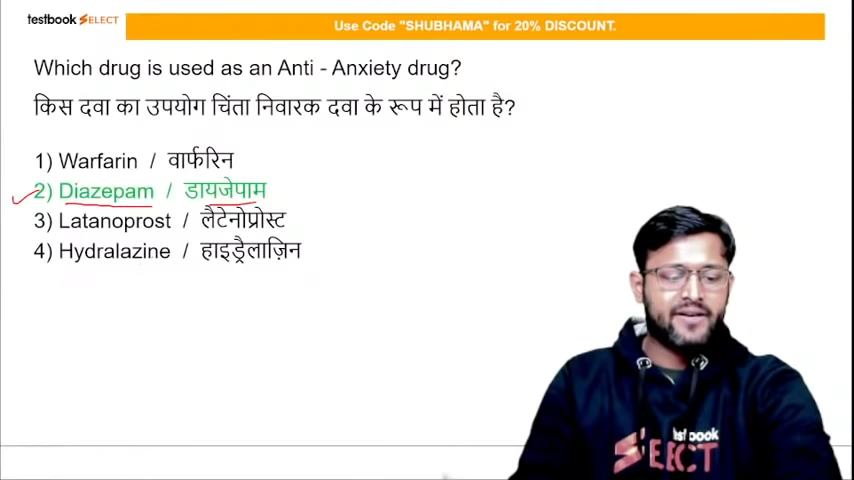 testbook SELECT
Use Code "SHUBHAMA" for 20% DISCOUNT.
Which drug is used as an Anti - Anxiety drug?
किस दवा का उपयोग चिंता निवारक दवा के रूप में होता है?
1) Warfarin / वार्फरिन
2) Diazepam / डायजेपाम
3) Latanoprost / लैटेनोप्रोस्ट
4) Hydralazine / हाइड्रैलाज़िन
testbook
SELECT